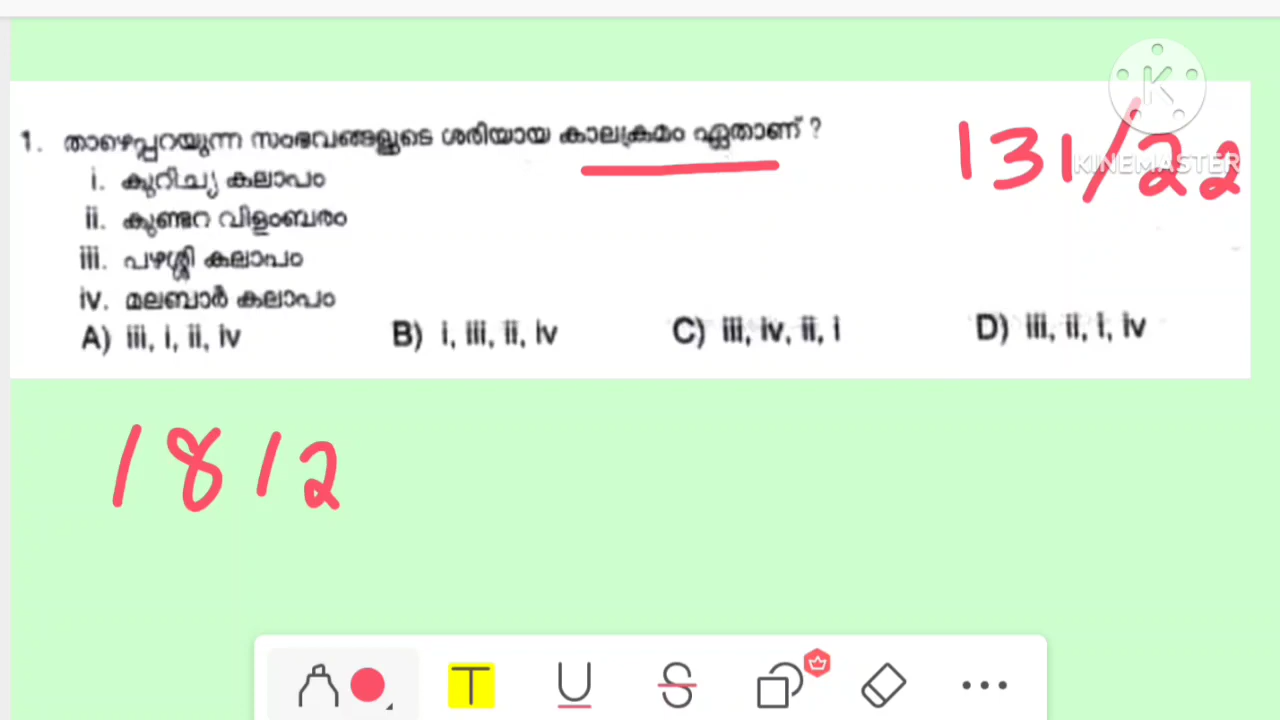 1. താഴെപ്പറയുന്ന സംഭവങ്ങളുടെ ശരിയായ കാലക്രമം ഏതാണ് ?
i. കുറിച്യ കലാപം
ii. കുണ്ടറ വിളംബരം
iii. പഴശ്ശി കലാപം
iv. മലബാർ കലാപം
A) iii, i, ii, iv B) i, iii, ii, iv C) iii, iv, ii, i D) iii, ii, i, iv
131/22
K
KINEMASTER
1812
T U S